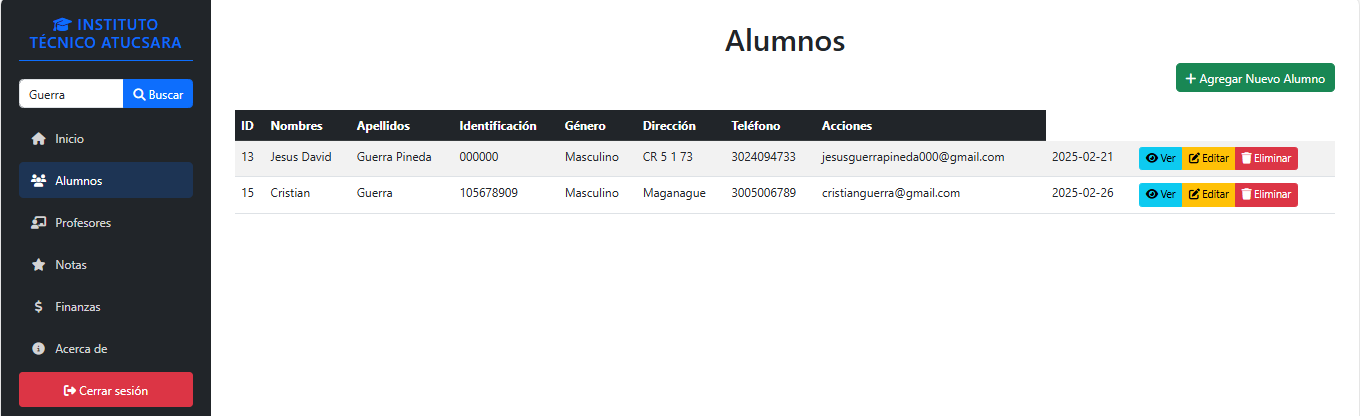 INSTITUTO
TÉCNICO ATUCSARA
Guerra Buscar
Inicio
Alumnos
Profesores
Notas
Finanzas
Acerca de
Cerrar sesión
Alumnos
Agregar Nuevo Alumno
ID Nombres Apellidos Identificación Género Dirección Teléfono Acciones
13 Jesus David Guerra Pineda 000000 Masculino CR 5 1 73 3024094733 jesusguerrapineda000@gmail.com 2025-02-21 Ver Editar Eliminar
15 Cristian Guerra 105678909 Masculino Maganague 3005006789 cristianguerra@gmail.com 2025-02-26 Ver Editar Eliminar